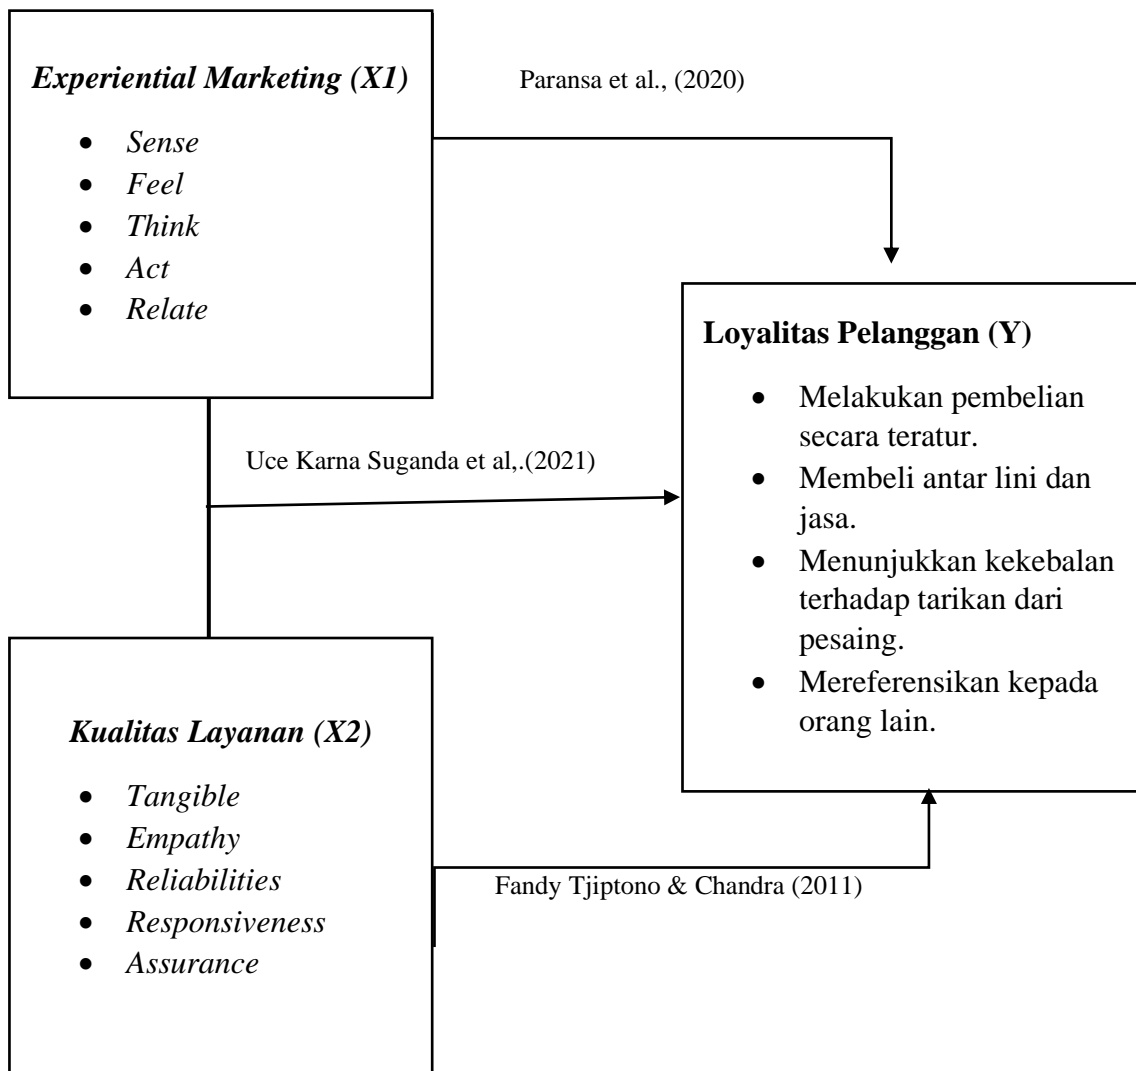 Experiential Marketing (X1)
• Sense
• Feel
• Think
• Act
• Relate
Paransa et al., (2020)
Uce Karna Suganda et al,.(2021)
Loyalitas Pelanggan (Y)
• Melakukan pembelian
secara teratur.
• Membeli antar lini dan
jasa.
• Menunjukkan kekebalan
terhadap tarikan dari
pesaing.
• Mereferensikan kepada
orang lain.
Kualitas Layanan (X2)
• Tangible
• Empathy
• Reliabilities
• Responsiveness
• Assurance
Fandy Tjiptono & Chandra (2011)